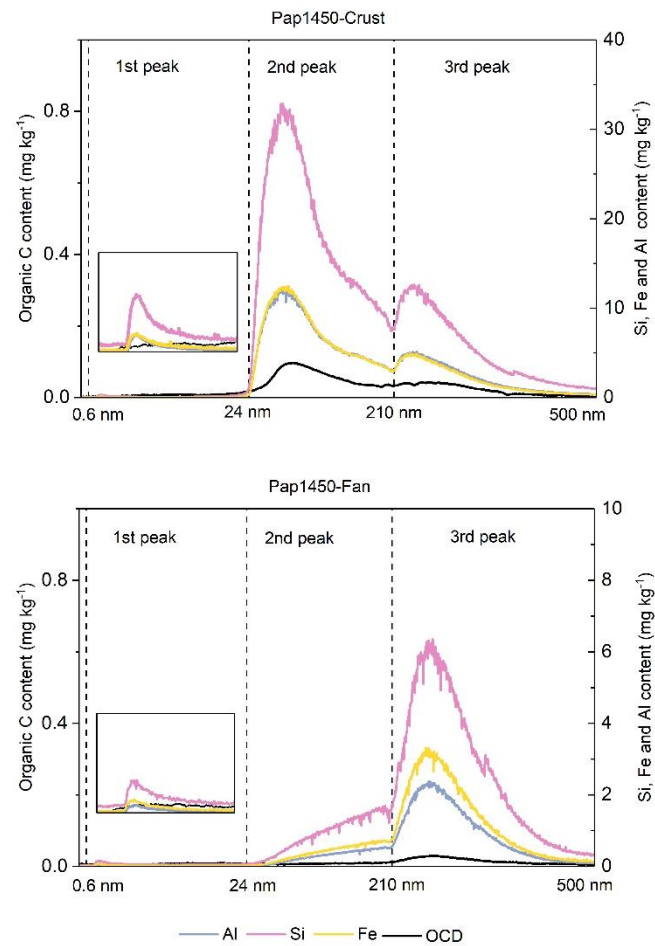 Pap1450-Crust
1st peak 2nd peak 3rd peak
Organic C content (mg kg⁻¹)
0.8
0.4
0.0
Si, Fe and Al content (mg kg⁻¹)
40
30
20
10
0
0.6 nm 24 nm 210 nm 500 nm
Pap1450-Fan
1st peak 2nd peak 3rd peak
Organic C content (mg kg⁻¹)
0.8
0.4
0.0
Si, Fe and Al content (mg kg⁻¹)
10
8
6
4
2
0
0.6 nm 24 nm 210 nm 500 nm
Al Si Fe OCD